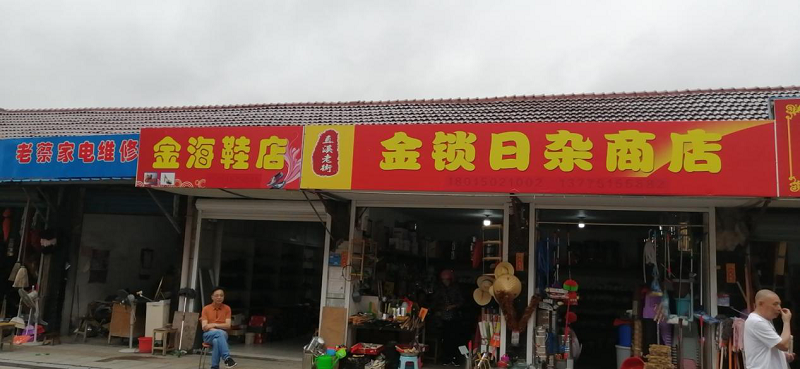 老蔡家电维修
金海鞋店
孟溪老街
金锁日杂商店